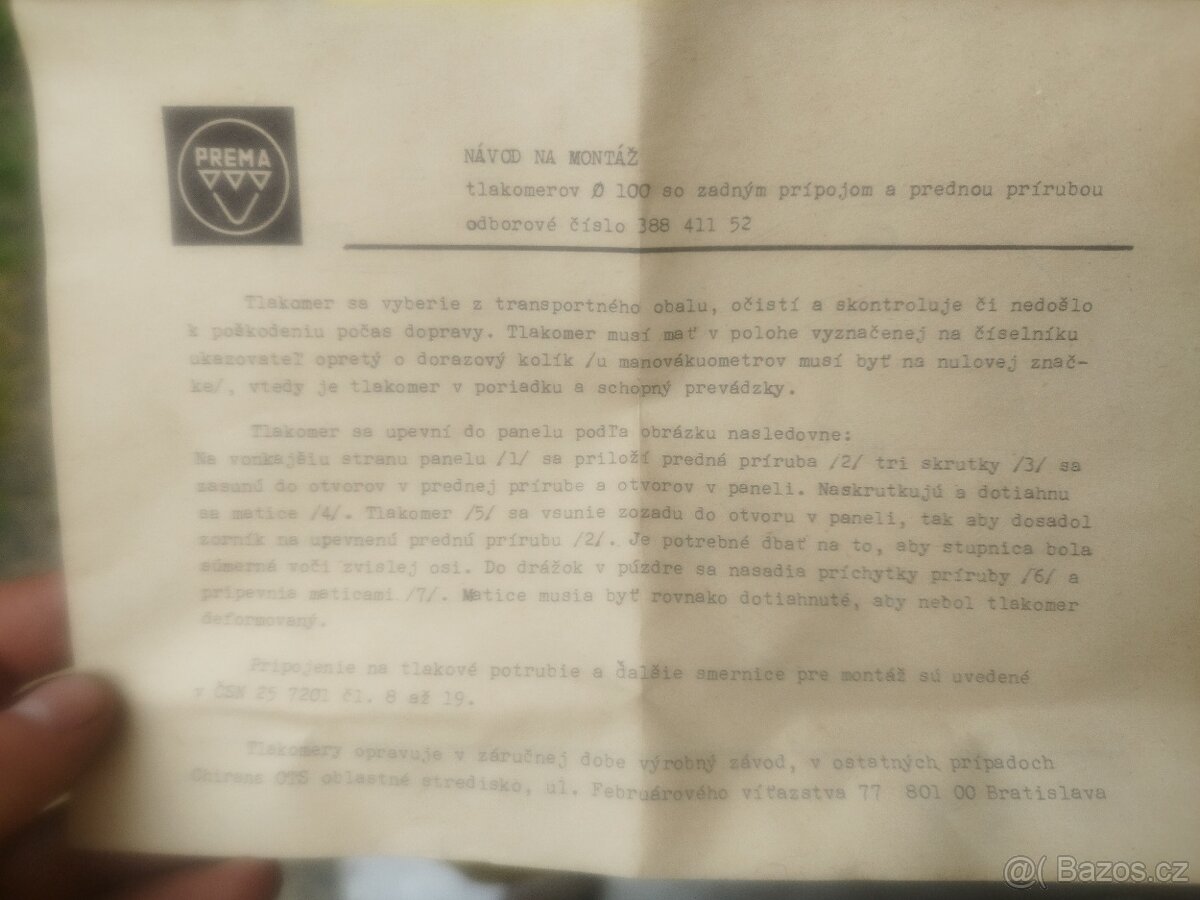 PREMA
NÁVOD NA MONTÁŽ
tlakomerov Ø 100 so zadným prípojom a prednou prírubou
odborové číslo 388 411 52
Tlakomer sa vyberie z transportného obalu, očistí a skontroluje či nedošlo
k poškodeniu počas dopravy. Tlakomer musí mať v polohe vyznačenej na číselníku
ukazovateľ opretý o dorazový kolík /u manovákuometrov musí byť na nulovej znač-
ke/, vtedy je tlakomer v poriadku a schopný prevádzky.
Tlakomer sa upevní do panelu podľa obrázku nasledovne:
Na vonkajšiu stranu panelu /1/ sa priloží predná príruba /2/ tri skrutky /3/ sa
zasunú do otvorov v prednej prírube a otvorov v paneli. Naskrutkujú a dotiahnu
sa matice /4/. Tlakomer /5/ sa vsunie zozadu do otvoru v paneli, tak aby dosadol
zorník na upevnenú prednú prírubu /2/. Je potrebné dbať na to, aby stupnica bola
súmerná voči zvislej osi. Do drážok v púzdre sa nasadia príchytky príruby /6/ a
pripevnia maticami /7/. Matice musia byť rovnako dotiahnuté, aby nebol tlakomer
deformovaný.
Pripojenie na tlakové potrubie a ďalšie smernice pre montáž sú uvedené
v ČSN 25 7201 čl. 8 až 19.
Tlakomery opravuje v záručnej dobe výrobný závod, v ostatných prípadoch
Chirana OTS oblastné stredisko, ul. Februárového víťazstva 77 801 00 Bratislava
@( Bazos.cz